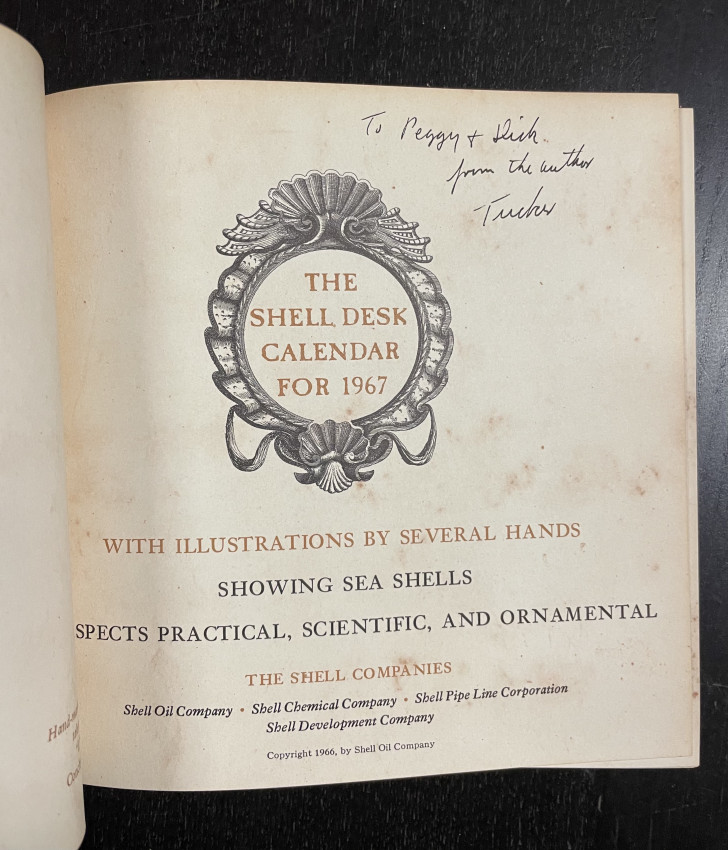 To Peggy + Dick
from the author
Tucker
THE
SHELL DESK
CALENDAR
FOR 1967
WITH ILLUSTRATIONS BY SEVERAL HANDS
SHOWING SEA SHELLS
SPECTS PRACTICAL, SCIENTIFIC, AND ORNAMENTAL
THE SHELL COMPANIES
Shell Oil Company • Shell Chemical Company • Shell Pipe Line Corporation
Shell Development Company
Copyright 1966, by Shell Oil Company